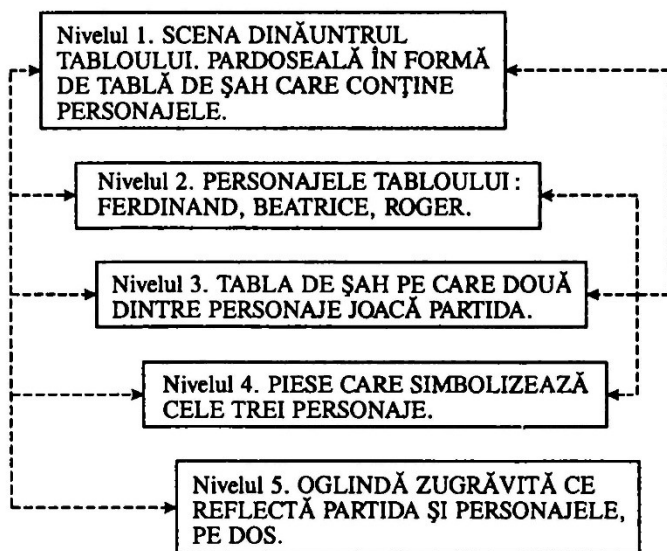 Nivelul 1. SCENA DINĂUNTRUL
TABLOULUI. PARDOSEALĂ ÎN FORMĂ
DE TABLĂ DE ŞAH CARE CONŢINE
PERSONAJELE.
Nivelul 2. PERSONAJELE TABLOULUI :
FERDINAND, BEATRICE, ROGER.
Nivelul 3. TABLA DE ŞAH PE CARE DOUĂ
DINTRE PERSONAJE JOACĂ PARTIDA.
Nivelul 4. PIESE CARE SIMBOLIZEAZĂ
CELE TREI PERSONAJE.
Nivelul 5. OGLINDĂ ZUGRĂVITĂ CE
REFLECTĂ PARTIDA ŞI PERSONAJELE,
PE DOS.